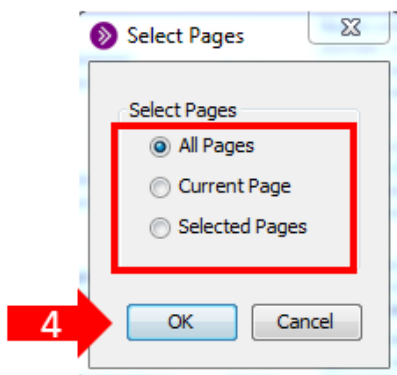 Select Pages
Select Pages
All Pages
Current Page
Selected Pages
4 OK Cancel